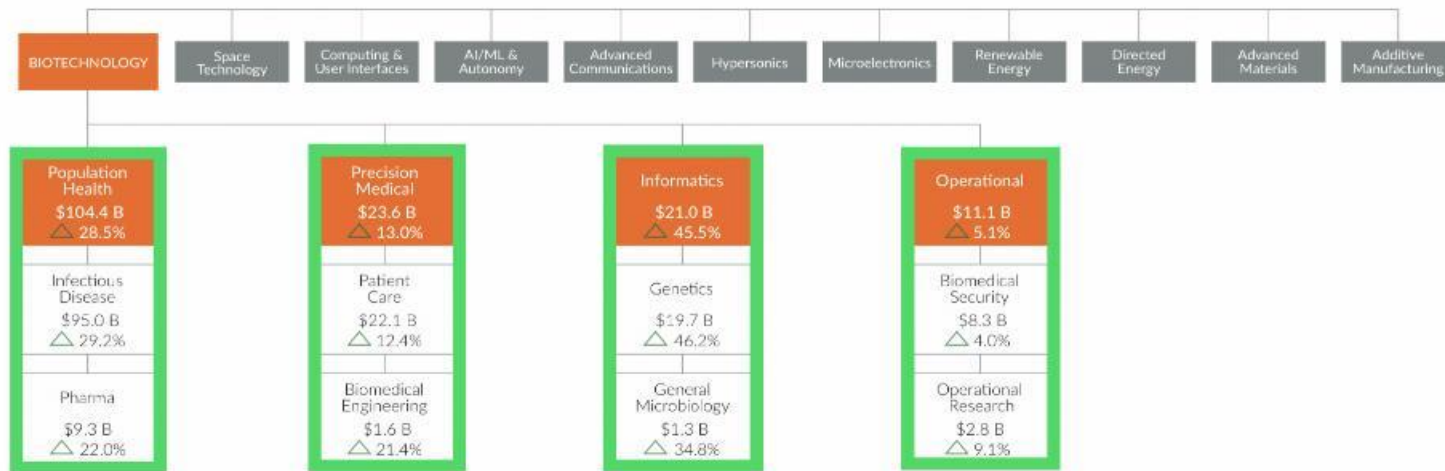 BIOTECHNOLOGY
Space
Technology
Computing &
User Interfaces
AI/ML &
Autonomy
Advanced
Communications
Hypersonics
Microelectronics
Renewable
Energy
Directed
Energy
Advanced
Materials
Additive
Manufacturing
Population
Health
$104.4 B
△ 28.5%
Infectious
Disease
$95.0 B
△ 29.2%
Pharma
$9.3 B
△ 22.0%
Precision
Medical
$23.6 B
△ 13.0%
Patient
Care
$22.1 B
△ 12.4%
Biomedical
Engineering
$1.6 B
△ 21.4%
Informatics
$21.0 B
△ 45.5%
Genetics
$19.7 B
△ 46.2%
General
Microbiology
$1.3 B
△ 34.8%
Operational
$11.1 B
△ 5.1%
Biomedical
Security
$8.3 B
△ 4.0%
Operational
Research
$2.8 B
△ 9.1%